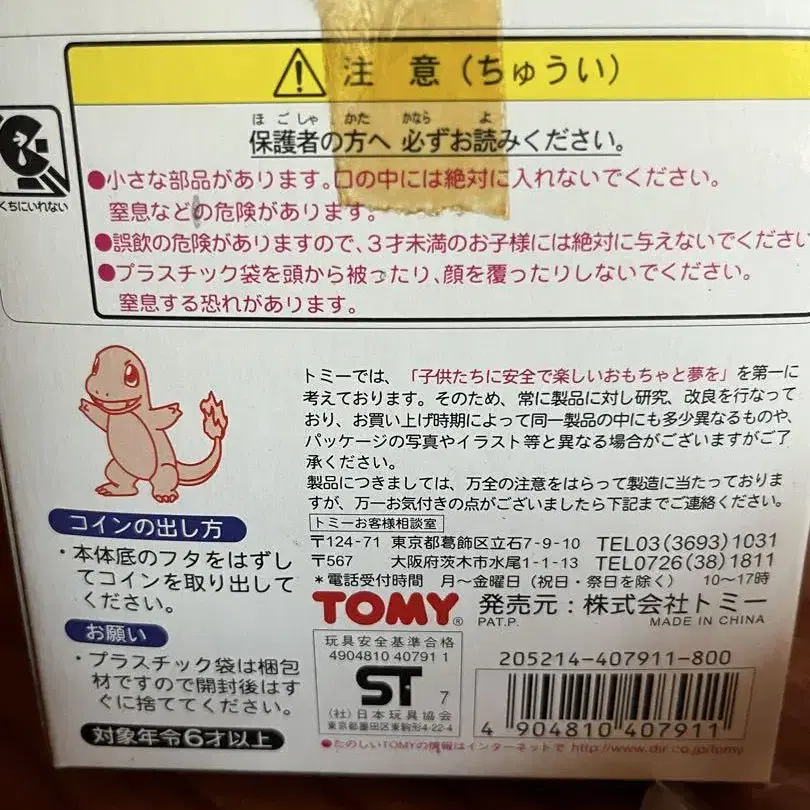 注意(ちゅうい)
ほごしゃ かた かなら よ
保護者の方へ 必ずお読みください。
●小さな部品があります。口の中には絶対に入れないでください。
窒息などの危険があります。
●誤飲の危険がありますので、3才未満のお子様には絶対に与えないでください
●プラスチック袋を頭から被ったり、顔を覆ったりしないでください。
窒息する恐れがあります。
くちにいれない
トミーでは、「子供たちに安全で楽しいおもちゃと夢を」を第一に
考えております。そのため、常に製品に対し研究、改良を行なって
おり、お買い上げ時期によって同一製品の中にも多少異なるものや、
パッケージの写真やイラスト等と異なる場合がございますがご了
承ください。
製品につきましては、万全の注意をはらって製造に当たっておりま
すが、万一お気付きの点がございましたら下記までご連絡ください。
トミーお客様相談室
〒124-71 東京都葛飾区立石7-9-10 TEL03(3693)1031
〒567 大阪府茨木市水尾1-1-13 TEL0726(38)1811
*電話受付時間 月〜金曜日(祝日・祭日を除く) 10〜17時
コインの出し方
・本体底のフタをはずし
てコインを取り出して
ください。
お願い
・プラスチック袋は梱包
材ですので開封後はす
ぐに捨ててください。
対象年令6才以上
TOMY® 発売元:株式会社トミー
PAT.P. MADE IN CHINA
玩具安全基準合格
4904810 40791 1
ST 7
(社)日本玩具協会
東京都墨田区東駒形4-22-4
205214-407911-800
4 904810 407911
●たのしいTOMYの情報はインターネットで http://www.dir.co.jp/tomy